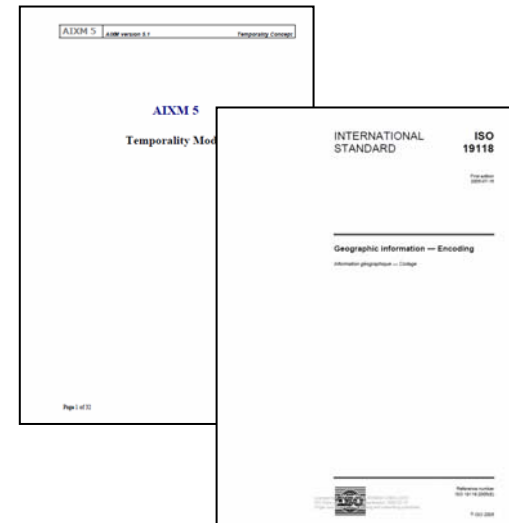 AIXM 5
AIXM version 5.1
Temporality Concept
AIXM 5
Temporality Mod
Page 1 of 32
INTERNATIONAL STANDARD
ISO 19118
First edition
Geographic information — Encoding
Information géographique — Codage
ISO
Reference number